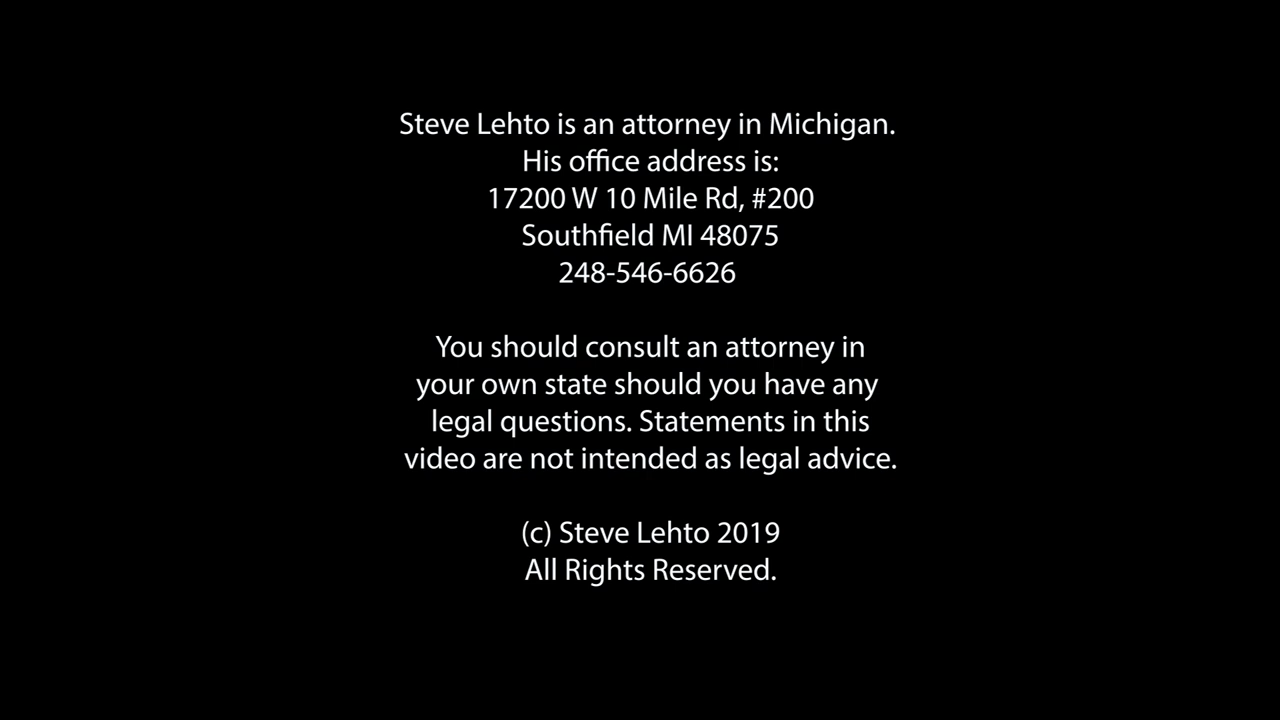 Steve Lehto is an attorney in Michigan.
His office address is:
17200 W 10 Mile Rd, #200
Southfield MI 48075
248-546-6626
You should consult an attorney in
your own state should you have any
legal questions. Statements in this
video are not intended as legal advice.
(c) Steve Lehto 2019
All Rights Reserved.